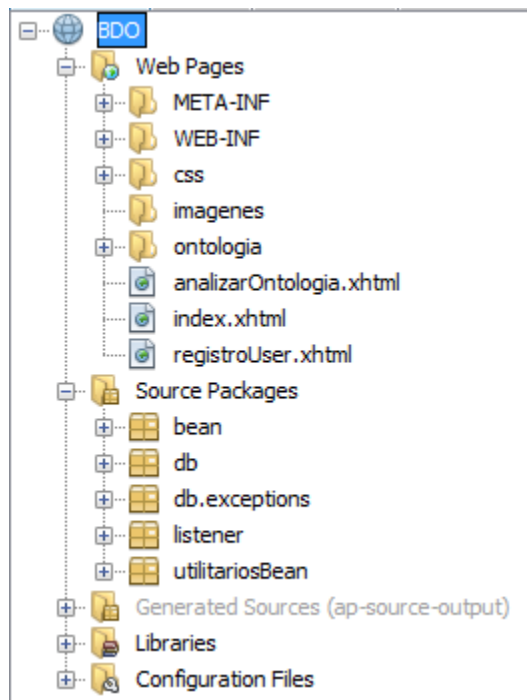 BDO
Web Pages
META-INF
WEB-INF
css
imagenes
ontologia
analizarOntologia.xhtml
index.xhtml
registroUser.xhtml
Source Packages
bean
db
db.exceptions
listener
utilitariosBean
Generated Sources (ap-source-output)
Libraries
Configuration Files